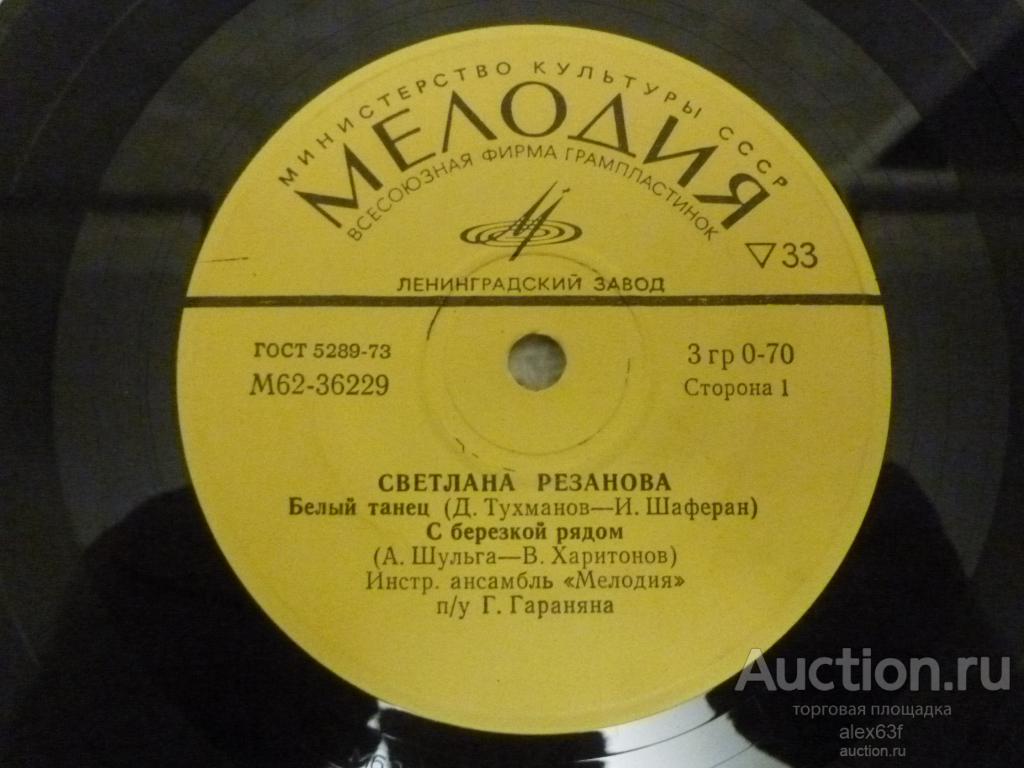 МИНИСТЕРСТВО КУЛЬТУРЫ СССР
МЕЛОДИЯ
ВСЕСОЮЗНАЯ ФИРМА ГРАМПЛАСТИНОК
33
ЛЕНИНГРАДСКИЙ ЗАВОД
ГОСТ 5289-73
3 гр 0-70
М62-36229
Сторона 1
СВЕТЛАНА РЕЗАНОВА
Белый танец (Д. Тухманов—И. Шаферан)
С березкой рядом
(А. Шульга—В. Харитонов)
Инстр. ансамбль «Мелодия»
п/у Г. Гараняна
Auction.ru
торговая площадка
alex63f
auction.ru